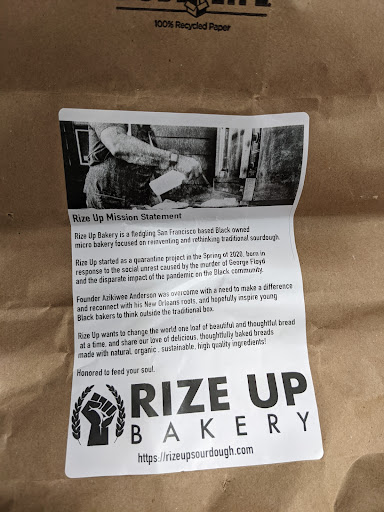 100% Recycled Paper
Rize Up Mission Statement
Rize Up Bakery is a fledgling San Francisco based Black owned
micro bakery focused on reinventing and rethinking traditional sourdough.
Rize Up started as a quarantine project in the Spring of 2020, born in
response to the social unrest caused by the murder of George Floyd
and the disparate impact of the pandemic on the Black community.
Founder Azikiwee Anderson was overcome with a need to make a difference
and reconnect with his New Orleans roots, and hopefully inspire young
Black bakers to think outside the traditional box.
Rize Up wants to change the world one loaf of beautiful and thoughtful bread
at a time, and share our love of delicious, thoughtfully baked breads
made with natural, organic, sustainable, high quality ingredients!
Honored to feed your soul.
RIZE UP
BAKERY
https://rizeupsourdough.com